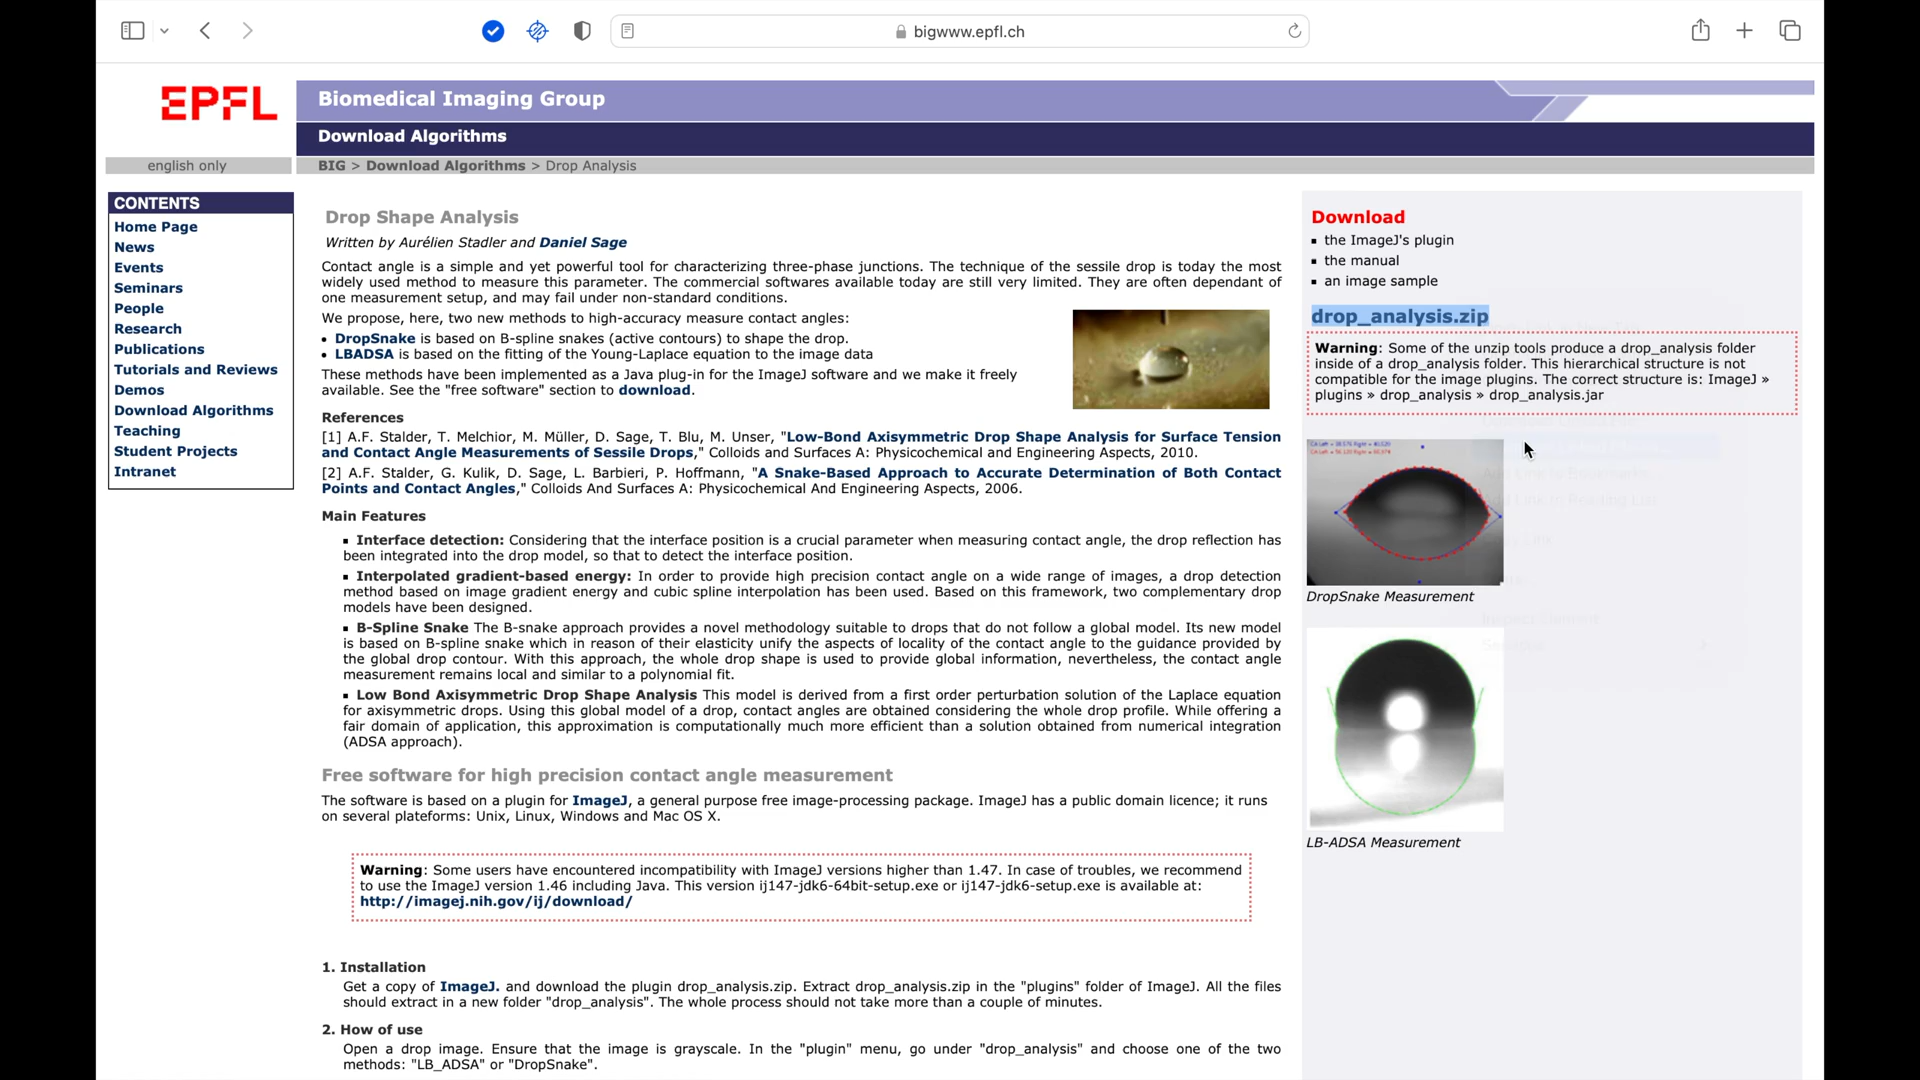 bigwww.epfl.ch
EPFL
Biomedical Imaging Group
Download Algorithms
english only
BIG > Download Algorithms > Drop Analysis
CONTENTS
Home Page
News
Events
Seminars
People
Research
Publications
Tutorials and Reviews
Demos
Download Algorithms
Teaching
Student Projects
Intranet
Drop Shape Analysis
Written by Aurélien Stadler and Daniel Sage
Contact angle is a simple and yet powerful tool for characterizing three-phase junctions. The technique of the sessile drop is today the most
widely used method to measure this parameter. The commercial softwares available today are still very limited. They are often dependant of
one measurement setup, and may fail under non-standard conditions.
We propose, here, two new methods to high-accuracy measure contact angles:
• DropSnake is based on B-spline snakes (active contours) to shape the drop.
• LBADSA is based on the fitting of the Young-Laplace equation to the image data
These methods have been implemented as a Java plug-in for the ImageJ software and we make it freely
available. See the "free software" section to download.
References
[1] A.F. Stalder, T. Melchior, M. Müller, D. Sage, T. Blu, M. Unser, "Low-Bond Axisymmetric Drop Shape Analysis for Surface Tension
and Contact Angle Measurements of Sessile Drops," Colloids and Surfaces A: Physicochemical and Engineering Aspects, 2010.
[2] A.F. Stalder, G. Kulik, D. Sage, L. Barbieri, P. Hoffmann, "A Snake-Based Approach to Accurate Determination of Both Contact
Points and Contact Angles," Colloids And Surfaces A: Physicochemical And Engineering Aspects, 2006.
Main Features
▪ Interface detection: Considering that the interface position is a crucial parameter when measuring contact angle, the drop reflection has
been integrated into the drop model, so that to detect the interface position.
▪ Interpolated gradient-based energy: In order to provide high precision contact angle on a wide range of images, a drop detection
method based on image gradient energy and cubic spline interpolation has been used. Based on this framework, two complementary drop
models have been designed.
▪ B-Spline Snake The B-snake approach provides a novel methodology suitable to drops that do not follow a global model. Its new model
is based on B-spline snake which in reason of their elasticity unify the aspects of locality of the contact angle to the guidance provided by
the global drop contour. With this approach, the whole drop shape is used to provide global information, nevertheless, the contact angle
measurement remains local and similar to a polynomial fit.
▪ Low Bond Axisymmetric Drop Shape Analysis This model is derived from a first order perturbation solution of the Laplace equation
for axisymmetric drops. Using this global model of a drop, contact angles are obtained considering the whole drop profile. While offering a
fair domain of application, this approximation is computationally much more efficient than a solution obtained from numerical integration
(ADSA approach).
Free software for high precision contact angle measurement
The software is based on a plugin for ImageJ, a general purpose free image-processing package. ImageJ has a public domain licence; it runs
on several plateforms: Unix, Linux, Windows and Mac OS X.
Warning: Some users have encountered incompatibility with ImageJ versions higher than 1.47. In case of troubles, we recommend
to use the ImageJ version 1.46 including Java. This version ij147-jdk6-64bit-setup.exe or ij147-jdk6-setup.exe is available at:
http://imagej.nih.gov/ij/download/
1. Installation
Get a copy of ImageJ. and download the plugin drop_analysis.zip. Extract drop_analysis.zip in the "plugins" folder of ImageJ. All the files
should extract in a new folder "drop_analysis". The whole process should not take more than a couple of minutes.
2. How of use
Open a drop image. Ensure that the image is grayscale. In the "plugin" menu, go under "drop_analysis" and choose one of the two
methods: "LB_ADSA" or "DropSnake".
Download
▪ the ImageJ's plugin
▪ the manual
▪ an image sample
drop_analysis.zip
Warning: Some of the unzip tools produce a drop_analysis folder
inside of a drop_analysis folder. This hierarchical structure is not
compatible for the image plugins. The correct structure is: ImageJ »
plugins » drop_analysis » drop_analysis.jar
DropSnake Measurement
LB-ADSA Measurement